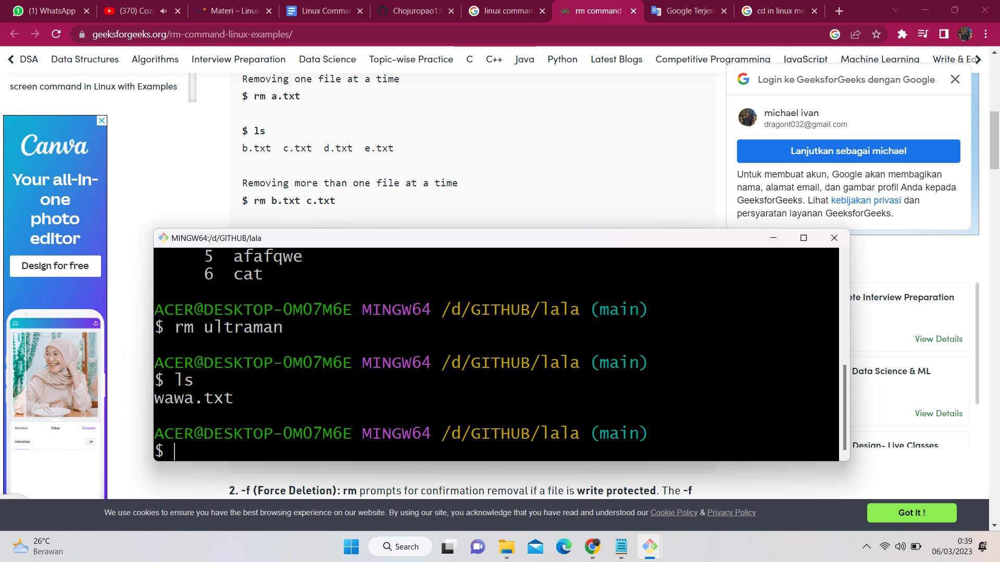 (1) WhatsApp
(370) Cozy
Materi – Linux
Linux Comman
Chojuropao13
linux comman
rm command
Google Terjem
cd in linux me
geeksforgeeks.org/rm-command-linux-examples/
DSA Data Structures Algorithms Interview Preparation Data Science Topic-wise Practice C C++ Java Python Latest Blogs Competitive Programming JavaScript Machine Learning Write & Ea
screen command in Linux with Examples
Removing one file at a time
$ rm a.txt
$ ls
b.txt c.txt d.txt e.txt
Removing more than one file at a time
$ rm b.txt c.txt
Login ke GeeksforGeeks dengan Google
michael ivan
dragont032@gmail.com
Lanjutkan sebagai michael
Untuk membuat akun, Google akan membagikan
nama, alamat email, dan gambar profil Anda kepada
GeeksforGeeks. Lihat kebijakan privasi dan
persyaratan layanan GeeksforGeeks.
Canva
Your all-in-
one
photo
editor
Design for free
Batalkan Filter Terapkan
Intensitas 14
MINGW64:/d/GITHUB/lala
5 afafqwe
6 cat
ACER@DESKTOP-0M07M6E MINGW64 /d/GITHUB/lala (main)
$ rm ultraman
ACER@DESKTOP-0M07M6E MINGW64 /d/GITHUB/lala (main)
$ ls
wawa.txt
ACER@DESKTOP-0M07M6E MINGW64 /d/GITHUB/lala (main)
$
ete Interview Preparation
View Details
Data Science & ML
View Details
Design- Live Classes
2. -f (Force Deletion): rm prompts for confirmation removal if a file is write protected. The -f
We use cookies to ensure you have the best browsing experience on our website. By using our site, you acknowledge that you have read and understood our Cookie Policy & Privacy Policy
Got It !
26°C
Berawan
Search
0:39
06/03/2023